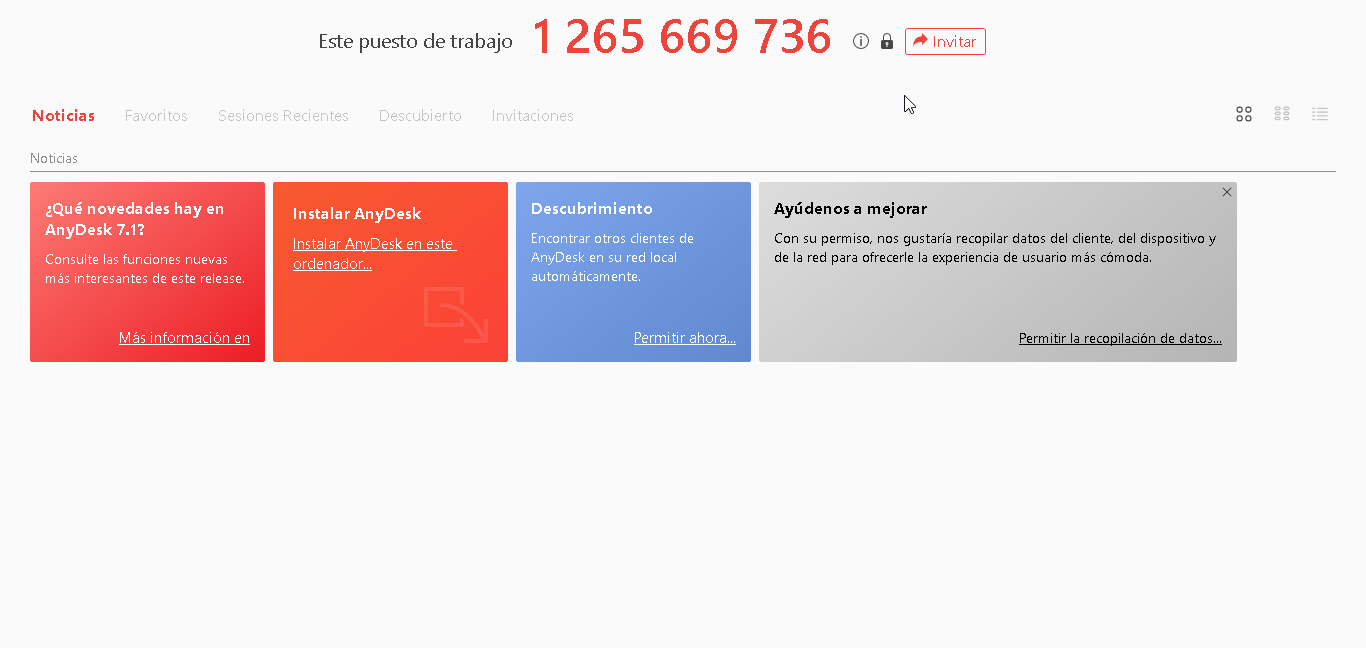 Este puesto de trabajo 1 265 669 736 Invitar
Noticias Favoritos Sesiones Recientes Descubierto Invitaciones
Noticias
¿Qué novedades hay en
AnyDesk 7.1?
Consulte las funciones nuevas
más interesantes de este release.
Más información en
Instalar AnyDesk
Instalar AnyDesk en este
ordenador...
Descubrimiento
Encontrar otros clientes de
AnyDesk en su red local
automáticamente.
Permitir ahora...
Ayúdenos a mejorar
Con su permiso, nos gustaría recopilar datos del cliente, del dispositivo y
de la red para ofrecerle la experiencia de usuario más cómoda.
Permitir la recopilación de datos...